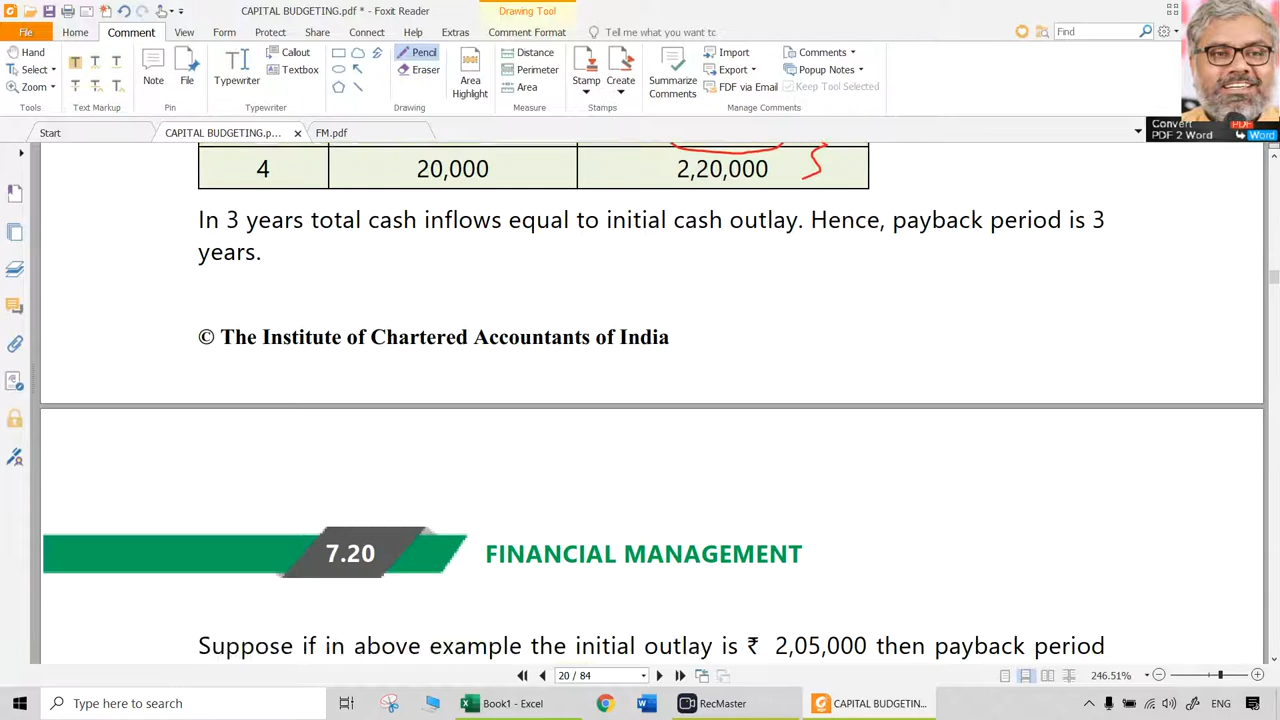 CAPITAL BUDGETING.pdf * - Foxit Reader
Drawing Tool
File Home Comment View Form Protect Share Connect Help Extras Comment Format Tell me what you want tc Find
Hand
Select
Zoom
Tools
Text Markup
Note
File
Pin
Typewriter
Callout
Textbox
Typewriter
Pencil
Eraser
Drawing
Area
Highlight
Distance
Perimeter
Area
Measure
Stamp
Create
Stamps
Summarize
Comments
Import
Export
FDF via Email
Comments
Popup Notes
Keep Tool Selected
Manage Comments
Convert PDF
PDF 2 Word Word
Start CAPITAL BUDGETING.p... FM.pdf
4 20,000 2,20,000
In 3 years total cash inflows equal to initial cash outlay. Hence, payback period is 3
years.
© The Institute of Chartered Accountants of India
7.20 FINANCIAL MANAGEMENT
Suppose if in above example the initial outlay is ₹ 2,05,000 then payback period
20 / 84 246.51%
Type here to search Book1 - Excel RecMaster CAPITAL BUDGETIN... ENG